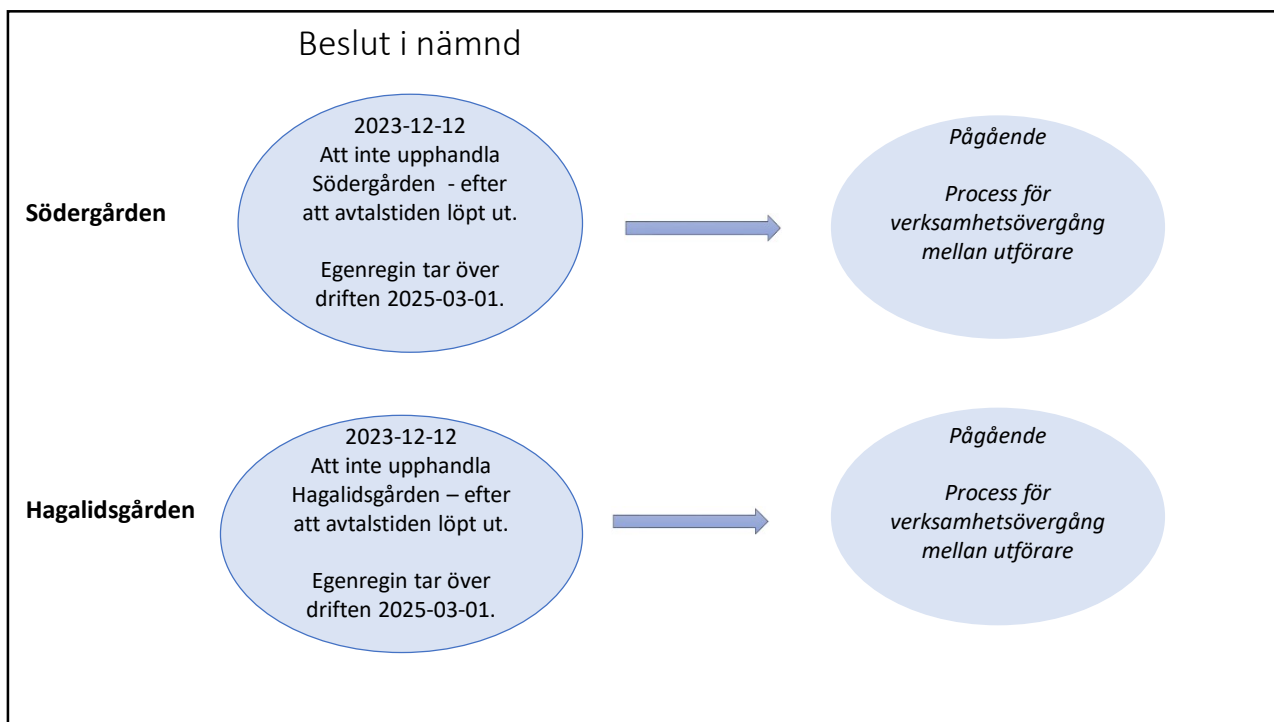 Beslut i nämnd
Södergården
2023-12-12
Att inte upphandla
Södergården - efter
att avtalstiden löpt ut.
Egenregin tar över
driften 2025-03-01.
Pågående
Process för
verksamhetsövergång
mellan utförare
Hagalidsgården
2023-12-12
Att inte upphandla
Hagalidsgården – efter
att avtalstiden löpt ut.
Egenregin tar över
driften 2025-03-01.
Pågående
Process för
verksamhetsövergång
mellan utförare